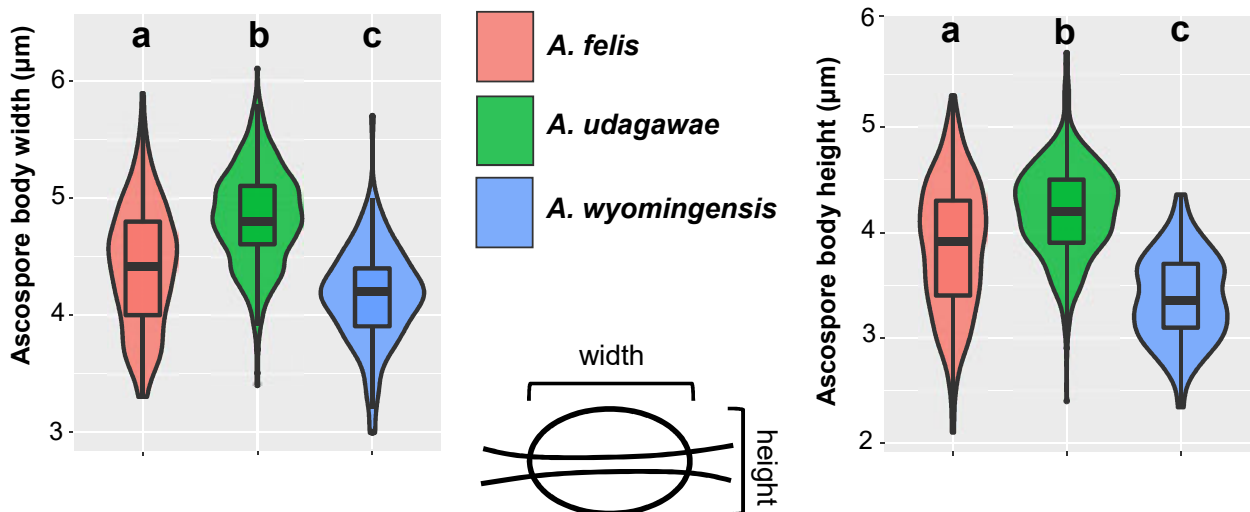 Ascospore body width (µm)
6
5
4
3
a
b
c
A. felis
A. udagawae
A. wyomingensis
width
height
Ascospore body height (µm)
6
5
4
3
2
a
b
c